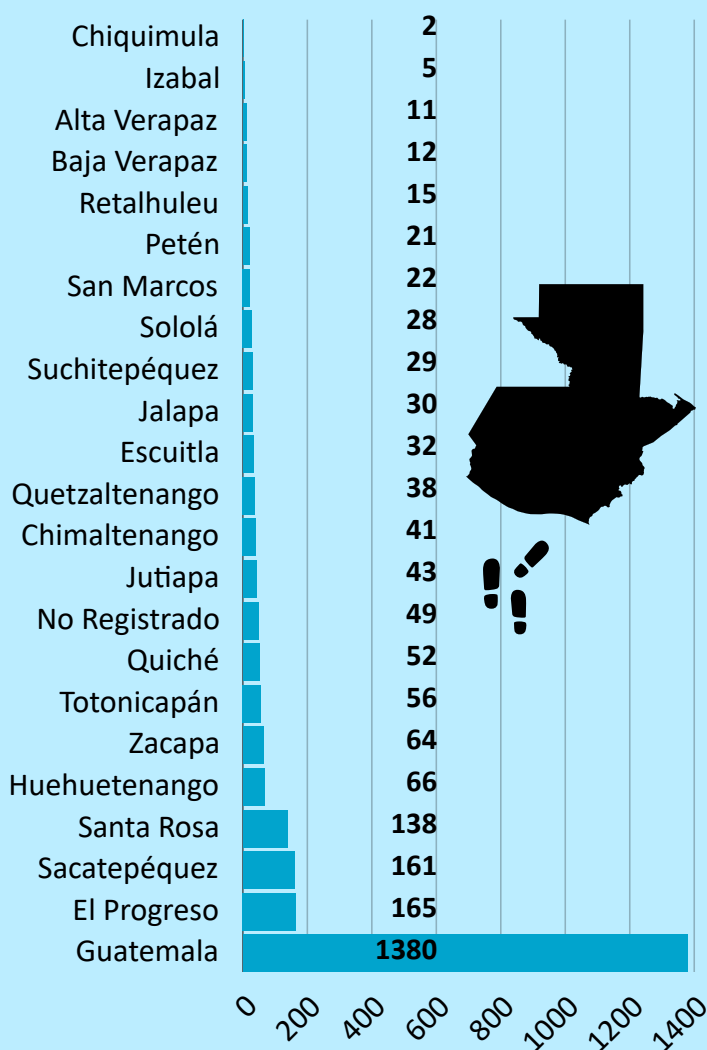 Chiquimula 2
Izabal 5
Alta Verapaz 11
Baja Verapaz 12
Retalhuleu 15
Petén 21
San Marcos 22
Sololá 28
Suchitepéquez 29
Jalapa 30
Escuitla 32
Quetzaltenango 38
Chimaltenango 41
Jutiapa 43
No Registrado 49
Quiché 52
Totonicapán 56
Zacapa 64
Huehuetenango 66
Santa Rosa 138
Sacatepéquez 161
El Progreso 165
Guatemala 1380
0 200 400 600 800 1000 1200 1400